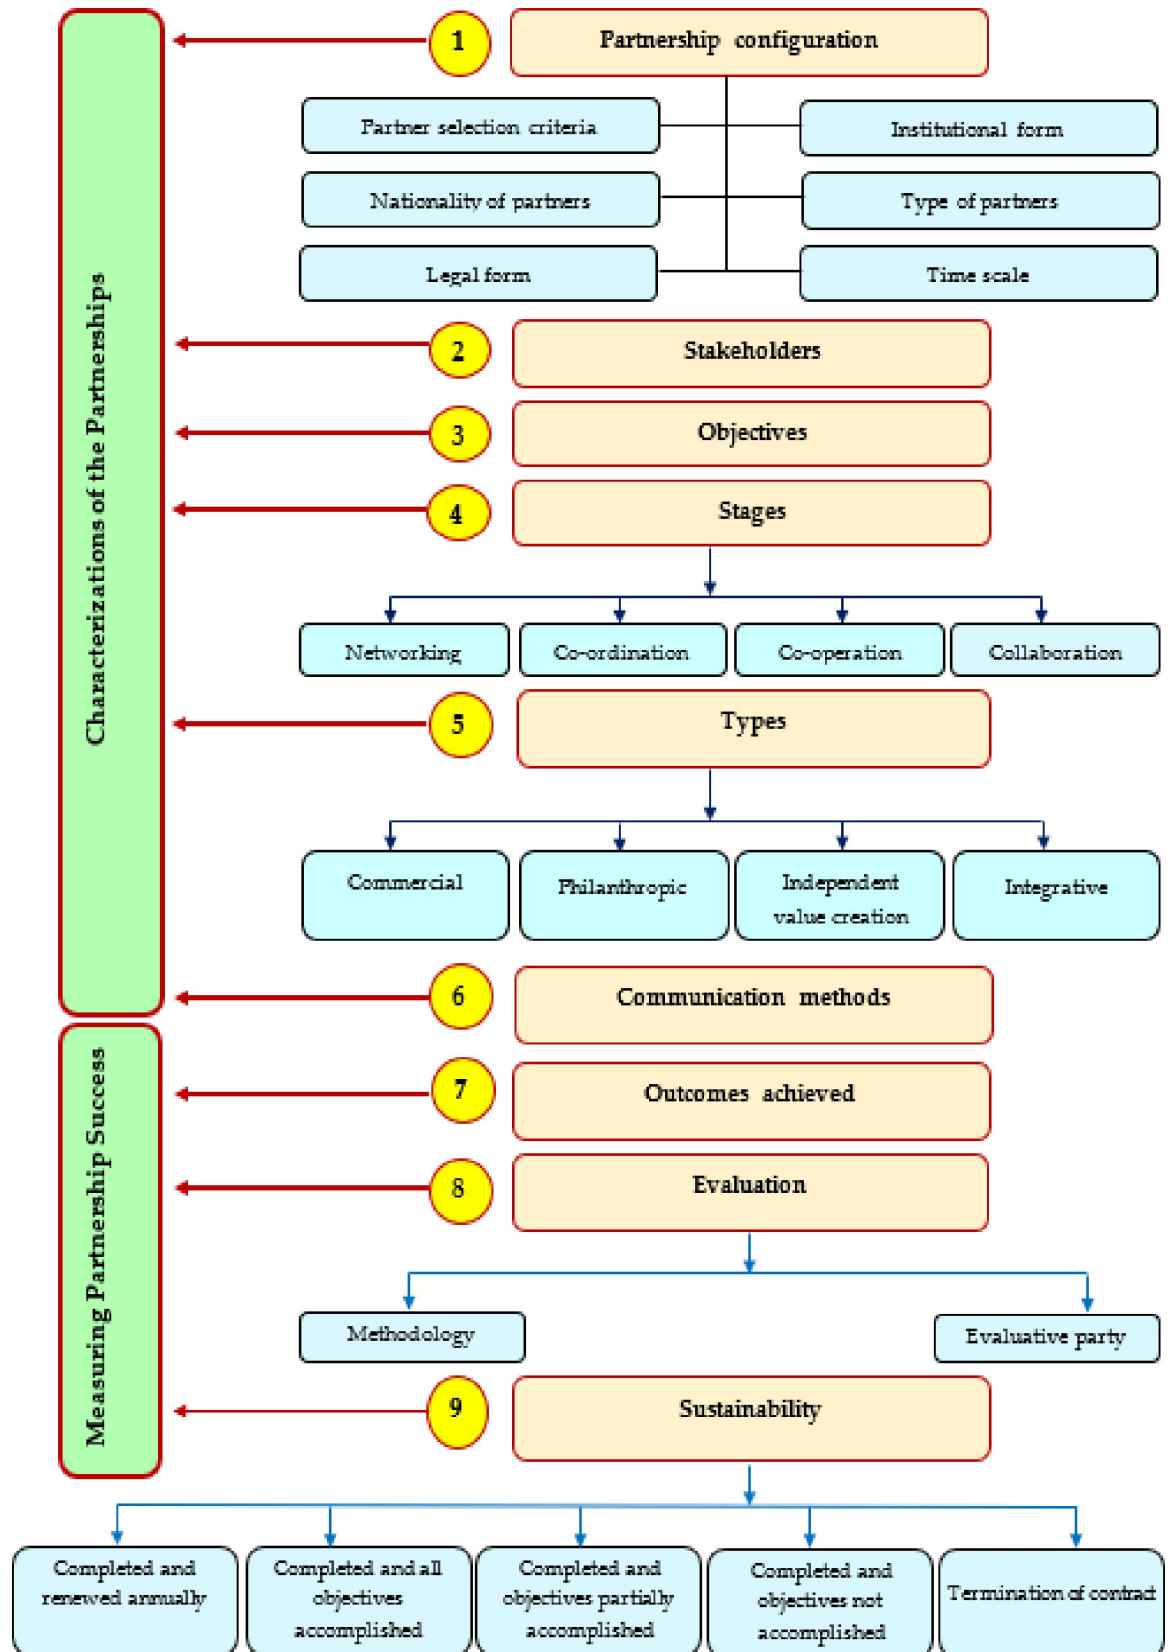 Characterizations of the Partnerships
1
Partnership configuration
Partner selection criteria
Institutional form
Nationality of partners
Type of partners
Legal form
Time scale
2
Stakeholders
3
Objectives
4
Stages
Networking
Co-ordination
Co-operation
Collaboration
5
Types
Commercial
Philanthropic
Independent
value creation
Integrative
6
Communication methods
Measuring Partnership Success
7
Outcomes achieved
8
Evaluation
Methodology
Evaluative party
9
Sustainability
Completed and
renewed annually
Completed and all
objectives
accomplished
Completed and
objectives partially
accomplished
Completed and
objectives not
accomplished
Termination of contract